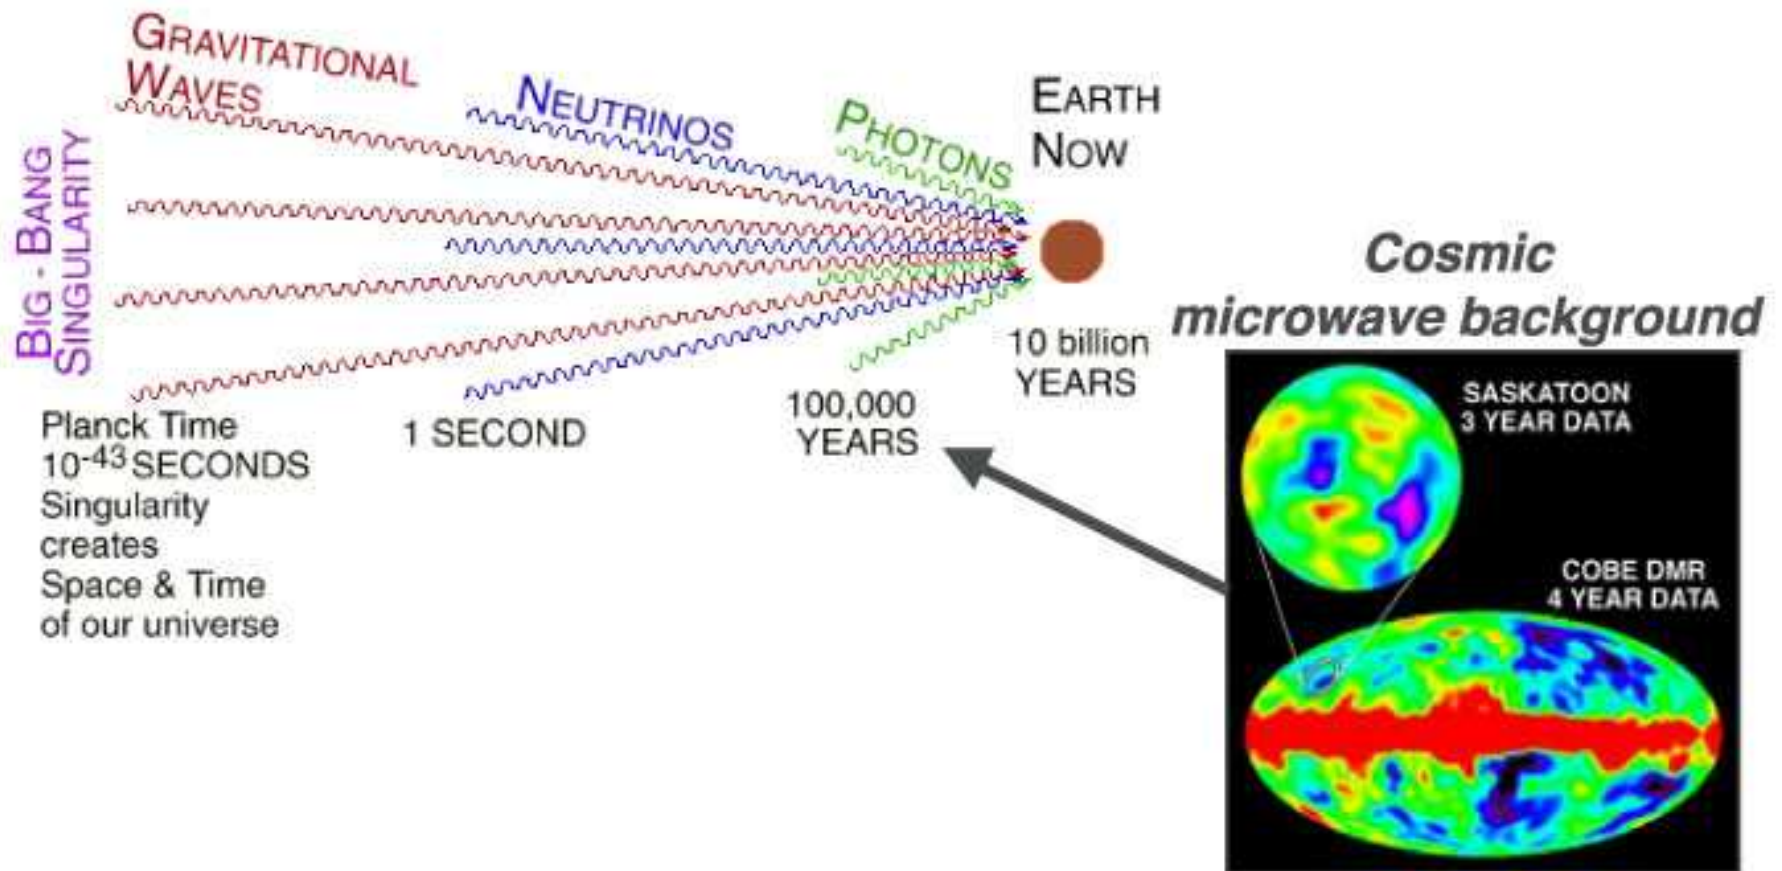 GRAVITATIONAL
WAVES
NEUTRINOS
PHOTONS
EARTH
NOW
BIG - BANG
SINGULARITY
Planck Time
10-43 SECONDS
Singularity
creates
Space & Time
of our universe
1 SECOND
100,000
YEARS
10 billion
YEARS
Cosmic
microwave background
SASKATOON
3 YEAR DATA
COBE DMR
4 YEAR DATA